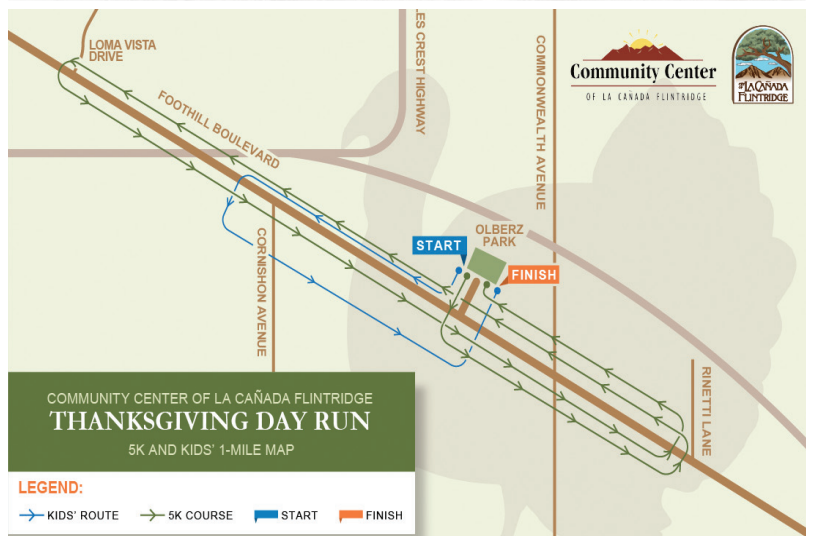 LOMA VISTA
DRIVE
FOOTHILL BOULEVARD
LES CREST HIGHWAY
COMMONWEALTH AVENUE
Community Center
OF LA CAÑADA FLINTRIDGE
LA CAÑADA
FLINTRIDGE
OLBERZ
PARK
START
FINISH
CORNISHON AVENUE
RINETTI LANE
COMMUNITY CENTER OF LA CAÑADA FLINTRIDGE
THANKSGIVING DAY RUN
5K AND KIDS' 1-MILE MAP
LEGEND:
KIDS' ROUTE
5K COURSE
START
FINISH